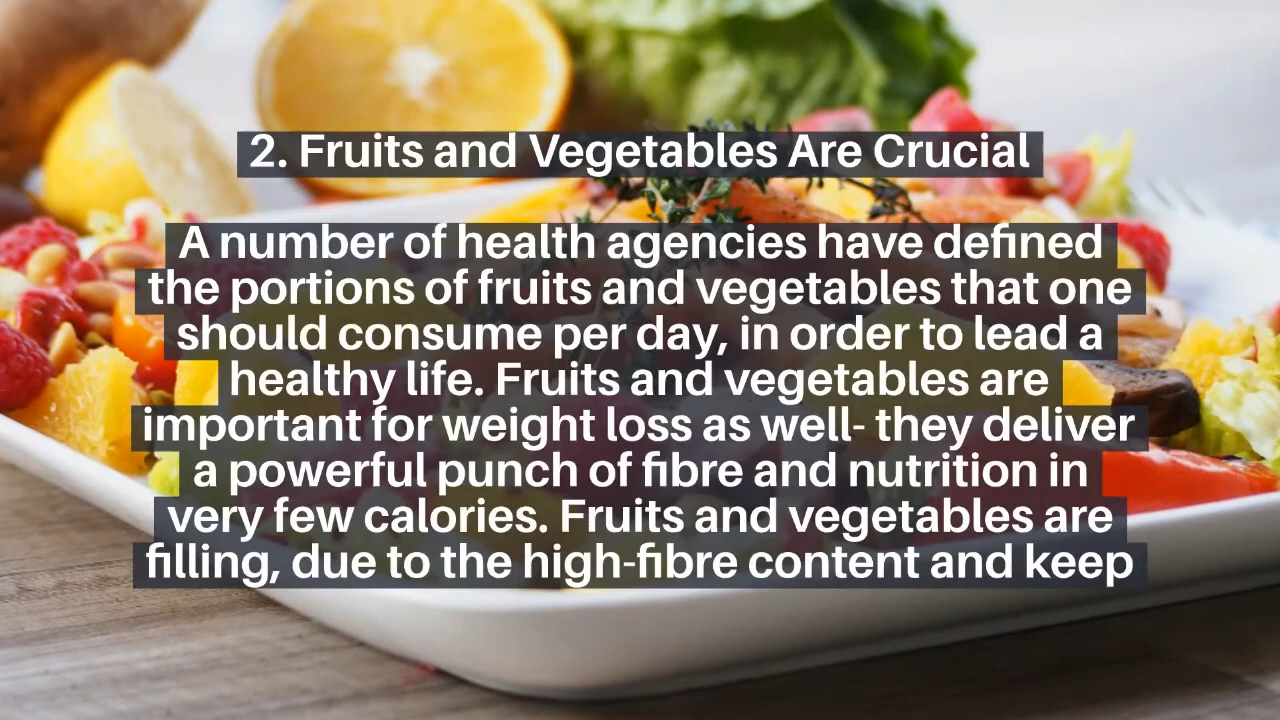 2. Fruits and Vegetables Are Crucial
A number of health agencies have defined
the portions of fruits and vegetables that one
should consume per day, in order to lead a
healthy life. Fruits and vegetables are
important for weight loss as well- they deliver
a powerful punch of fibre and nutrition in
very few calories. Fruits and vegetables are
filling, due to the high-fibre content and keep